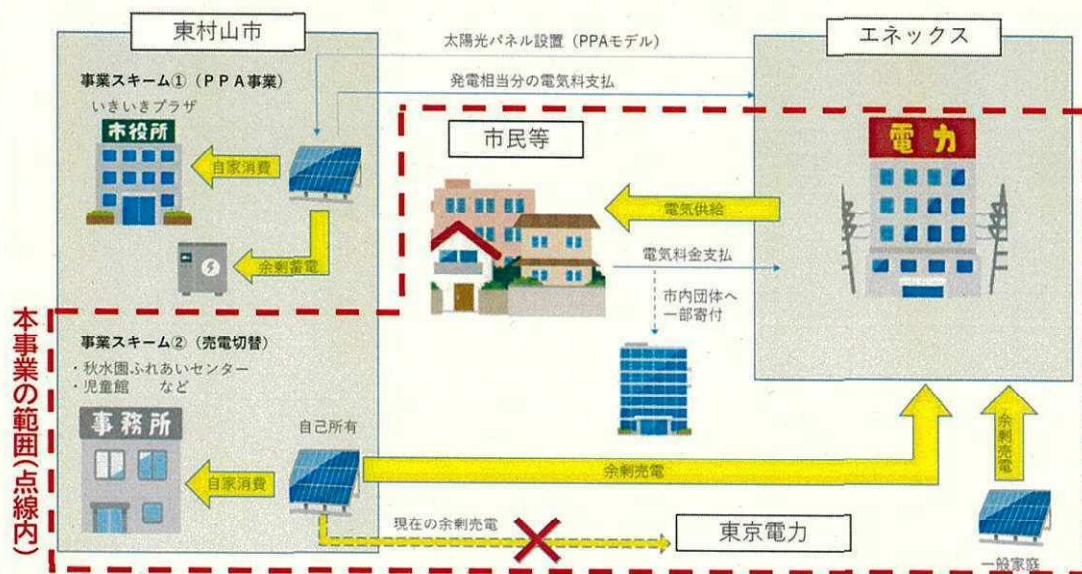 東村山市
エネックス
太陽光パネル設置（PPAモデル）
発電相当分の電気料支払
事業スキーム①（ＰＰＡ事業）
いきいきプラザ
市役所
自家消費
余剰蓄電
市民等
電力
電気供給
電気料金支払
市内団体へ
一部寄付
本事業の範囲(点線内)
事業スキーム②（売電切替）
・秋水園ふれあいセンター
・児童館　　など
事務所
自己所有
自家消費
余剰売電
余剰売電
現在の余剰売電
東京電力
一般家庭